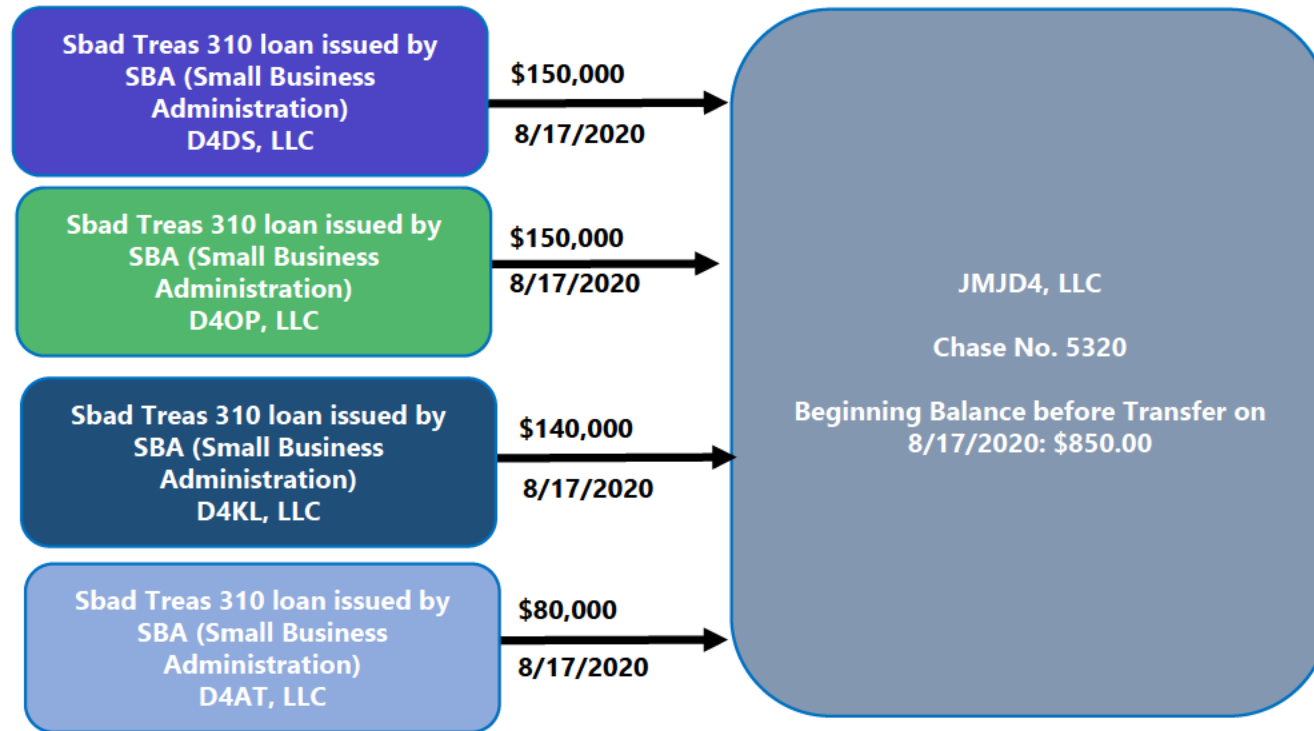 Sbad Treas 310 loan issued by
SBA (Small Business
Administration)
D4DS, LLC
$150,000
8/17/2020
Sbad Treas 310 loan issued by
SBA (Small Business
Administration)
D4OP, LLC
$150,000
8/17/2020
Sbad Treas 310 loan issued by
SBA (Small Business
Administration)
D4KL, LLC
$140,000
8/17/2020
Sbad Treas 310 loan issued by
SBA (Small Business
Administration)
D4AT, LLC
$80,000
8/17/2020
JMJD4, LLC
Chase No. 5320
Beginning Balance before Transfer on
8/17/2020: $850.00